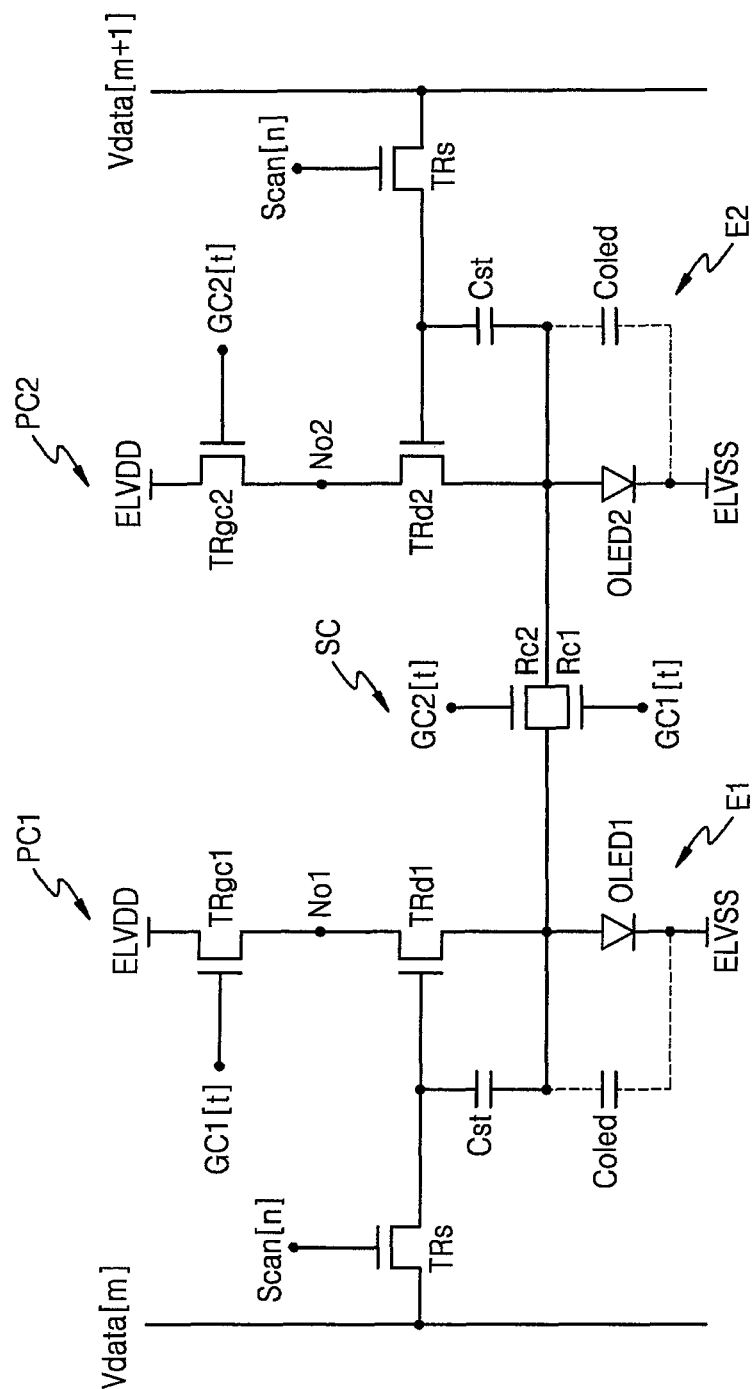 PC1
PC2
ELVDD
ELVDD
Vdata[m]
Vdata[m+1]
GC1[t]
TRgc1
TRgc2
GC2[t]
Scan[n]
Scan[n]
No1
No2
SC
TRs
TRd1
TRd2
TRs
GC2[t]
Cst
Cst
Rc2
Rc1
Coled
OLED1
GC1[t]
OLED2
Coled
ELVSS
ELVSS
E1
E2